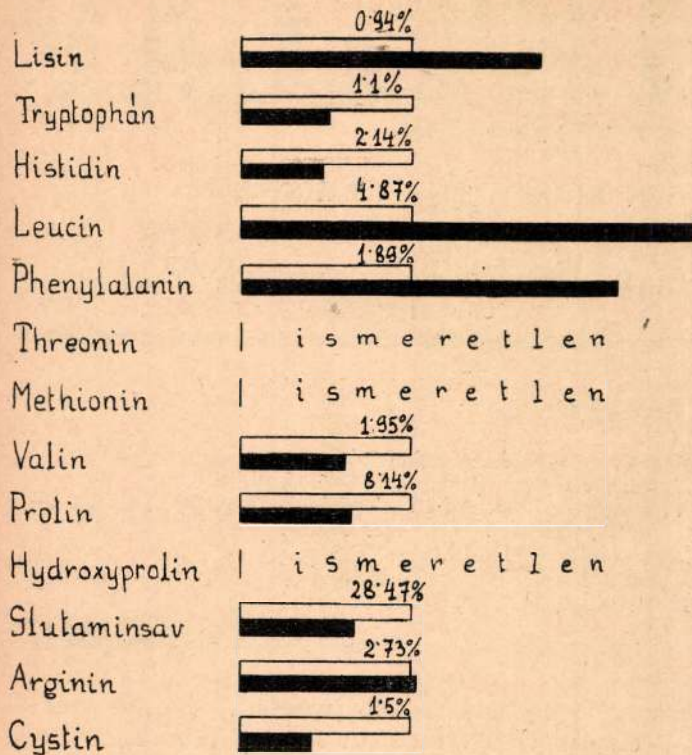 0·94%
Lisin
1·1%
Tryptophán
2·14%
Histidin
4·87%
Leucin
1·89%
Phenylalanin
Threonin ismeretlen
Methionin ismeretlen
1·95%
Valin
8·14%
Prolin
Hydroxyprolin ismeretlen
28·47%
Glutaminsav
2·73%
Arginin
1·5%
Cystin